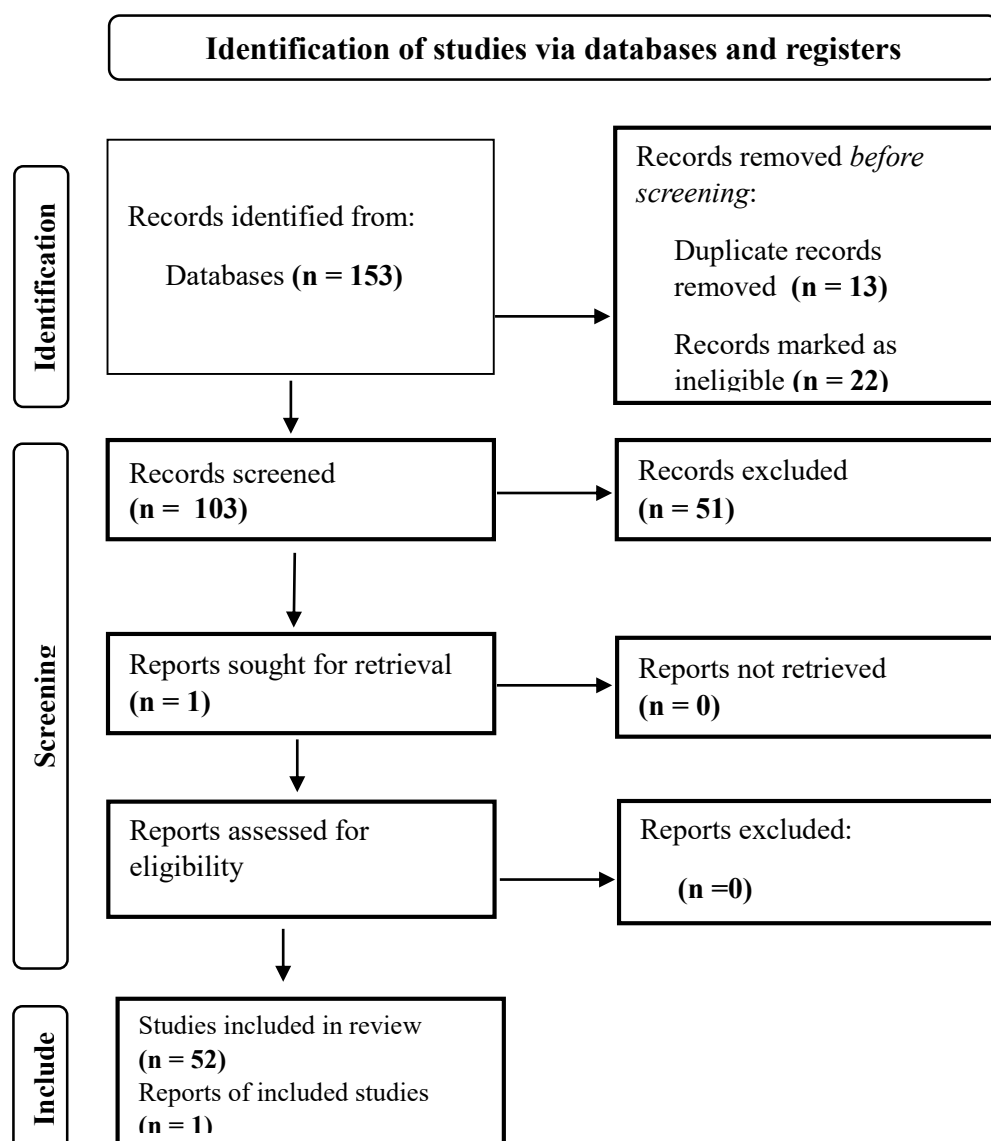 Identification of studies via databases and registers
Identification
Records identified from:
Databases (n = 153)
Records removed before
screening:
Duplicate records
removed (n = 13)
Records marked as
ineligible (n = 22)
Screening
Records screened
(n = 103)
Records excluded
(n = 51)
Reports sought for retrieval
(n = 1)
Reports not retrieved
(n = 0)
Reports assessed for
eligibility
Reports excluded:
(n =0)
Include
Studies included in review
(n = 52)
Reports of included studies
(n = 1)